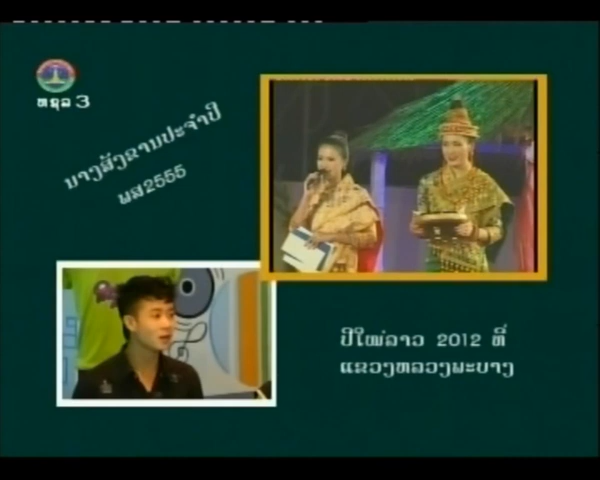 ທຊລ 3
ນາງສັງຂານປະຈຳປີ
ພສ2555
ປີໃໝ່ລາວ 2012 ທີ່
ແຂວງຫລວງພະບາງ